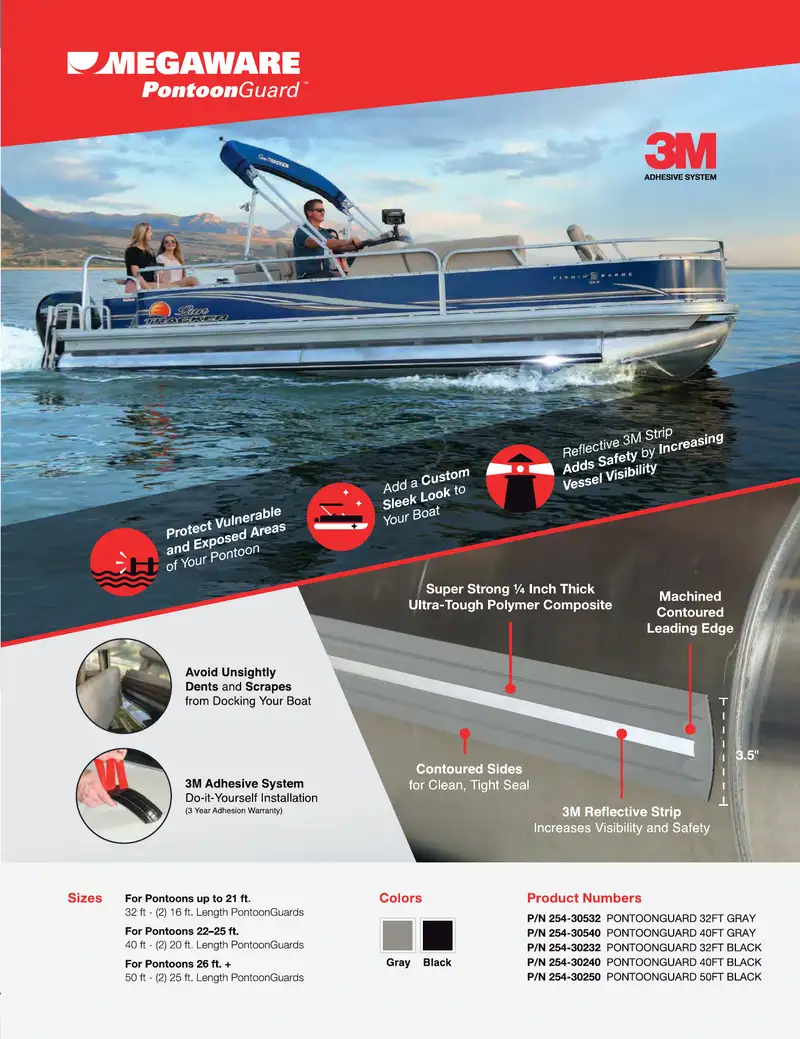 MEGAWARE
PontoonGuard™
3M
ADHESIVE SYSTEM
Sun TRACKER
FISHIN' BARGE
Sun
TRACKER
Reflective 3M Strip
Adds Safety by Increasing
Vessel Visibility
Add a Custom
Sleek Look to
Your Boat
Protect Vulnerable
and Exposed Areas
of Your Pontoon
Super Strong ¼ Inch Thick
Ultra-Tough Polymer Composite
Machined
Contoured
Leading Edge
Avoid Unsightly
Dents and Scrapes
from Docking Your Boat
3.5"
Contoured Sides
for Clean, Tight Seal
3M Adhesive System
Do-it-Yourself Installation
(3 Year Adhesion Warranty)
3M Reflective Strip
Increases Visibility and Safety
Sizes
For Pontoons up to 21 ft.
32 ft - (2) 16 ft. Length PontoonGuards
For Pontoons 22–25 ft.
40 ft - (2) 20 ft. Length PontoonGuards
For Pontoons 26 ft. +
50 ft - (2) 25 ft. Length PontoonGuards
Colors
Gray Black
Product Numbers
P/N 254-30532 PONTOONGUARD 32FT GRAY
P/N 254-30540 PONTOONGUARD 40FT GRAY
P/N 254-30232 PONTOONGUARD 32FT BLACK
P/N 254-30240 PONTOONGUARD 40FT BLACK
P/N 254-30250 PONTOONGUARD 50FT BLACK